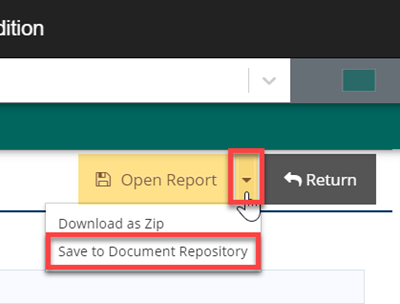 dition
Open Report
Return
Download as Zip
Save to Document Repository